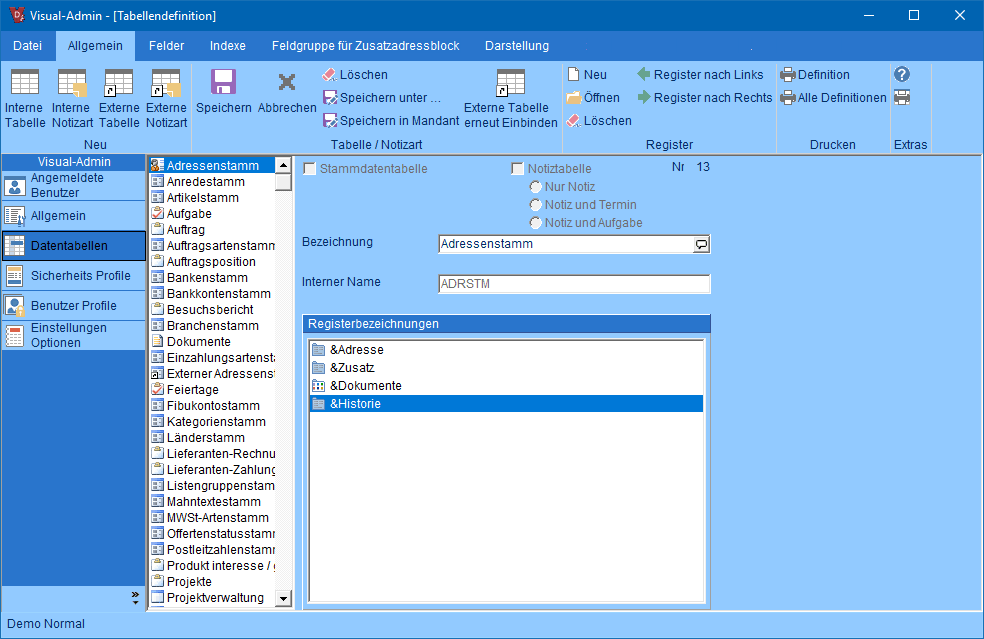 Visual-Admin - [Tabellendefinition]
Datei Allgemein Felder Indexe Feldgruppe für Zusatzadressblock Darstellung
Interne Tabelle
Interne Notizart
Externe Tabelle
Externe Notizart
Neu
Speichern
Abbrechen
Löschen
Speichern unter ...
Speichern in Mandant
Externe Tabelle
erneut Einbinden
Tabelle / Notizart
Neu
Öffnen
Löschen
Register nach Links
Register nach Rechts
Register
Definition
Alle Definitionen
Drucken
Extras
Visual-Admin
Angemeldete
Benutzer
Allgemein
Datentabellen
Sicherheits Profile
Benutzer Profile
Einstellungen
Optionen
Adressenstamm
Anredestamm
Artikelstamm
Aufgabe
Auftrag
Auftragsartenstamm
Auftragsposition
Bankenstamm
Bankkontenstamm
Besuchsbericht
Branchenstamm
Dokumente
Einzahlungsartensta
Externer Adressenst
Feiertage
Fibukontostamm
Kategorienstamm
Länderstamm
Lieferanten-Rechnu
Lieferanten-Zahlung
Listengruppenstam
Mahntextestamm
MWSt-Artenstamm
Offertenstatusstamm
Postleitzahlenstamm
Produkt interesse /
Projekte
Projektverwaltung
Stammdatentabelle
Notiztabelle
Nr 13
Nur Notiz
Notiz und Termin
Notiz und Aufgabe
Bezeichnung
Adressenstamm
Interner Name
ADRSTM
Registerbezeichnungen
&Adresse
&Zusatz
&Dokumente
&Historie
Demo Normal